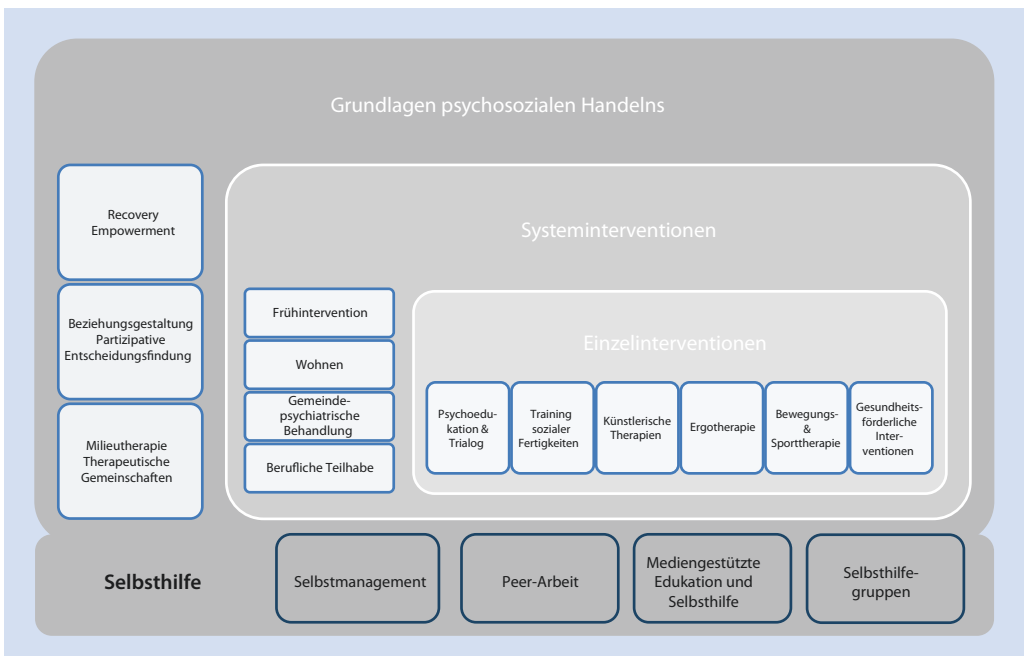 Grundlagen psychosozialen Handelns
Recovery
Empowerment
Beziehungsgestaltung
Partizipative
Entscheidungsfindung
Milieutherapie
Therapeutische
Gemeinschaften
Systeminterventionen
Frühintervention
Wohnen
Gemeinde-
psychiatrische
Behandlung
Berufliche Teilhabe
Einzelinterventionen
Psychoedu-
kation &
Trialog
Training
sozialer
Fertigkeiten
Künstlerische
Therapien
Ergotherapie
Bewegungs-
&
Sporttherapie
Gesundheits-
förderliche
Inter-
ventionen
Selbsthilfe
Selbstmanagement
Peer-Arbeit
Mediengestützte
Edukation und
Selbsthilfe
Selbsthilfe-
gruppen